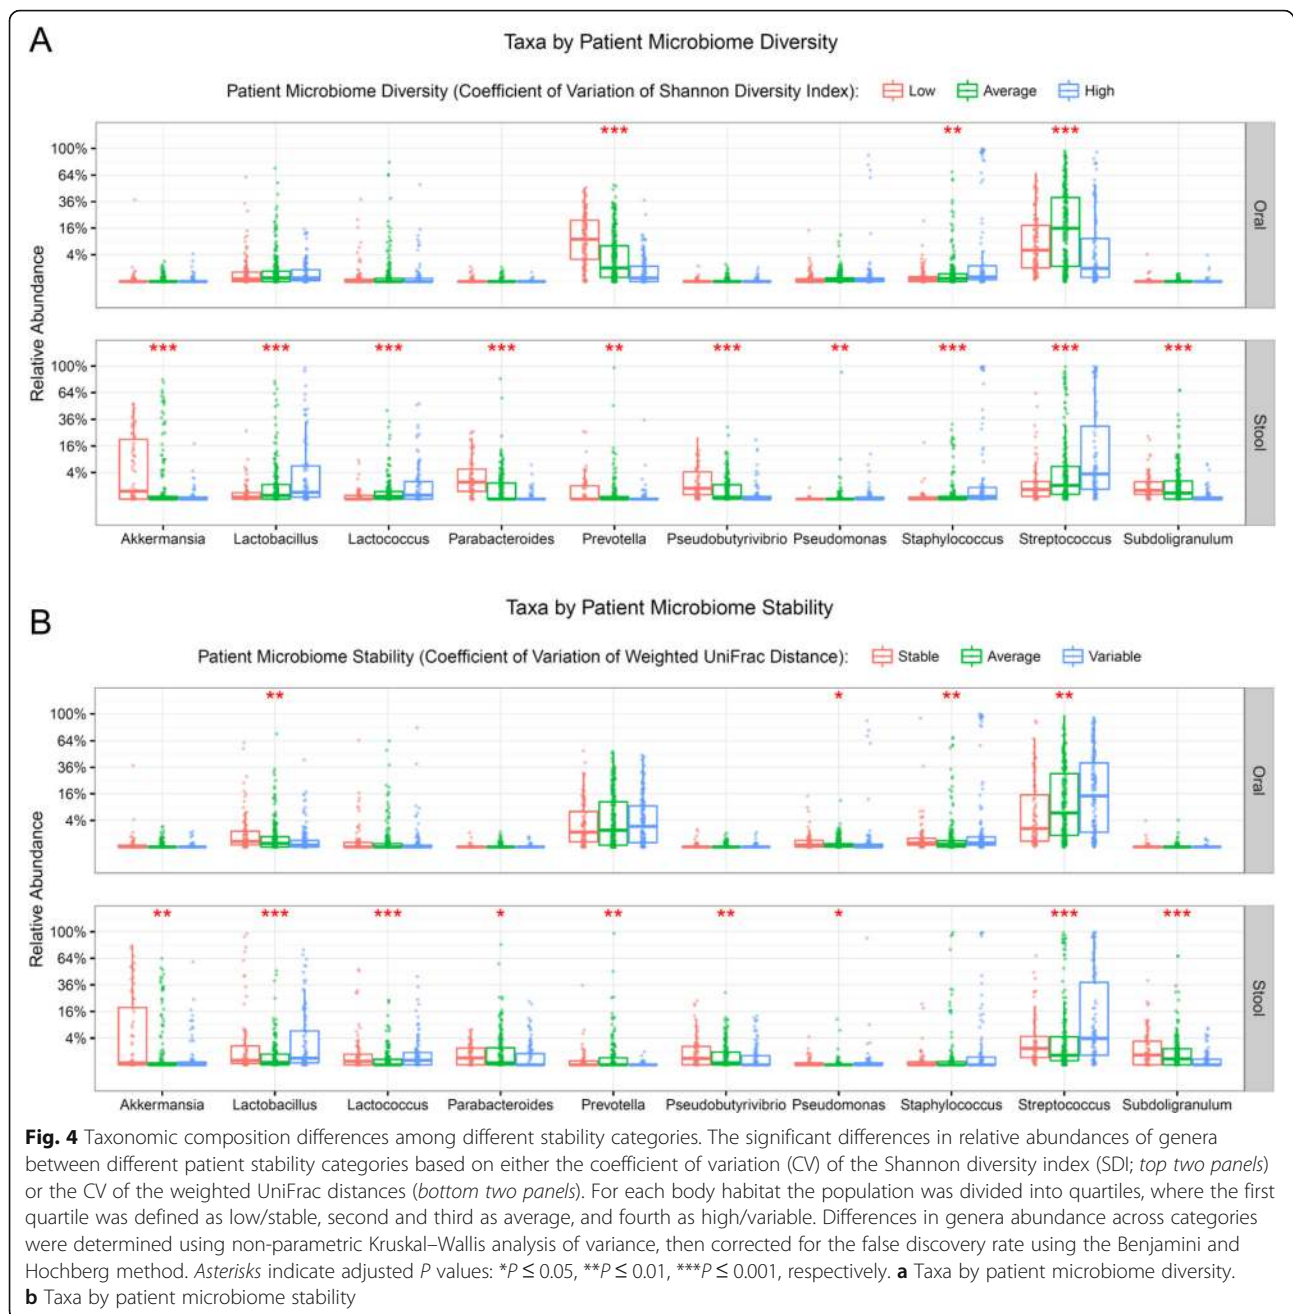 A
Taxa by Patient Microbiome Diversity
Patient Microbiome Diversity (Coefficient of Variation of Shannon Diversity Index): Low Average High
*** ** ***
100%
64%
36%
16%
4%
Oral
Relative Abundance
*** *** *** *** ** *** ** *** *** ***
100%
64%
36%
16%
4%
Stool
Akkermansia Lactobacillus Lactococcus Parabacteroides Prevotella Pseudobutyrivibrio Pseudomonas Staphylococcus Streptococcus Subdoligranulum
B
Taxa by Patient Microbiome Stability
Patient Microbiome Stability (Coefficient of Variation of Weighted UniFrac Distance): Stable Average Variable
** * ** **
100%
64%
36%
16%
4%
Oral
Relative Abundance
** *** *** * ** ** * *** ***
100%
64%
36%
16%
4%
Stool
Akkermansia Lactobacillus Lactococcus Parabacteroides Prevotella Pseudobutyrivibrio Pseudomonas Staphylococcus Streptococcus Subdoligranulum
Fig. 4 Taxonomic composition differences among different stability categories. The significant differences in relative abundances of genera
between different patient stability categories based on either the coefficient of variation (CV) of the Shannon diversity index (SDI; top two panels)
or the CV of the weighted UniFrac distances (bottom two panels). For each body habitat the population was divided into quartiles, where the first
quartile was defined as low/stable, second and third as average, and fourth as high/variable. Differences in genera abundance across categories
were determined using non-parametric Kruskal–Wallis analysis of variance, then corrected for the false discovery rate using the Benjamini and
Hochberg method. Asterisks indicate adjusted P values: *P ≤ 0.05, **P ≤ 0.01, ***P ≤ 0.001, respectively. a Taxa by patient microbiome diversity.
b Taxa by patient microbiome stability